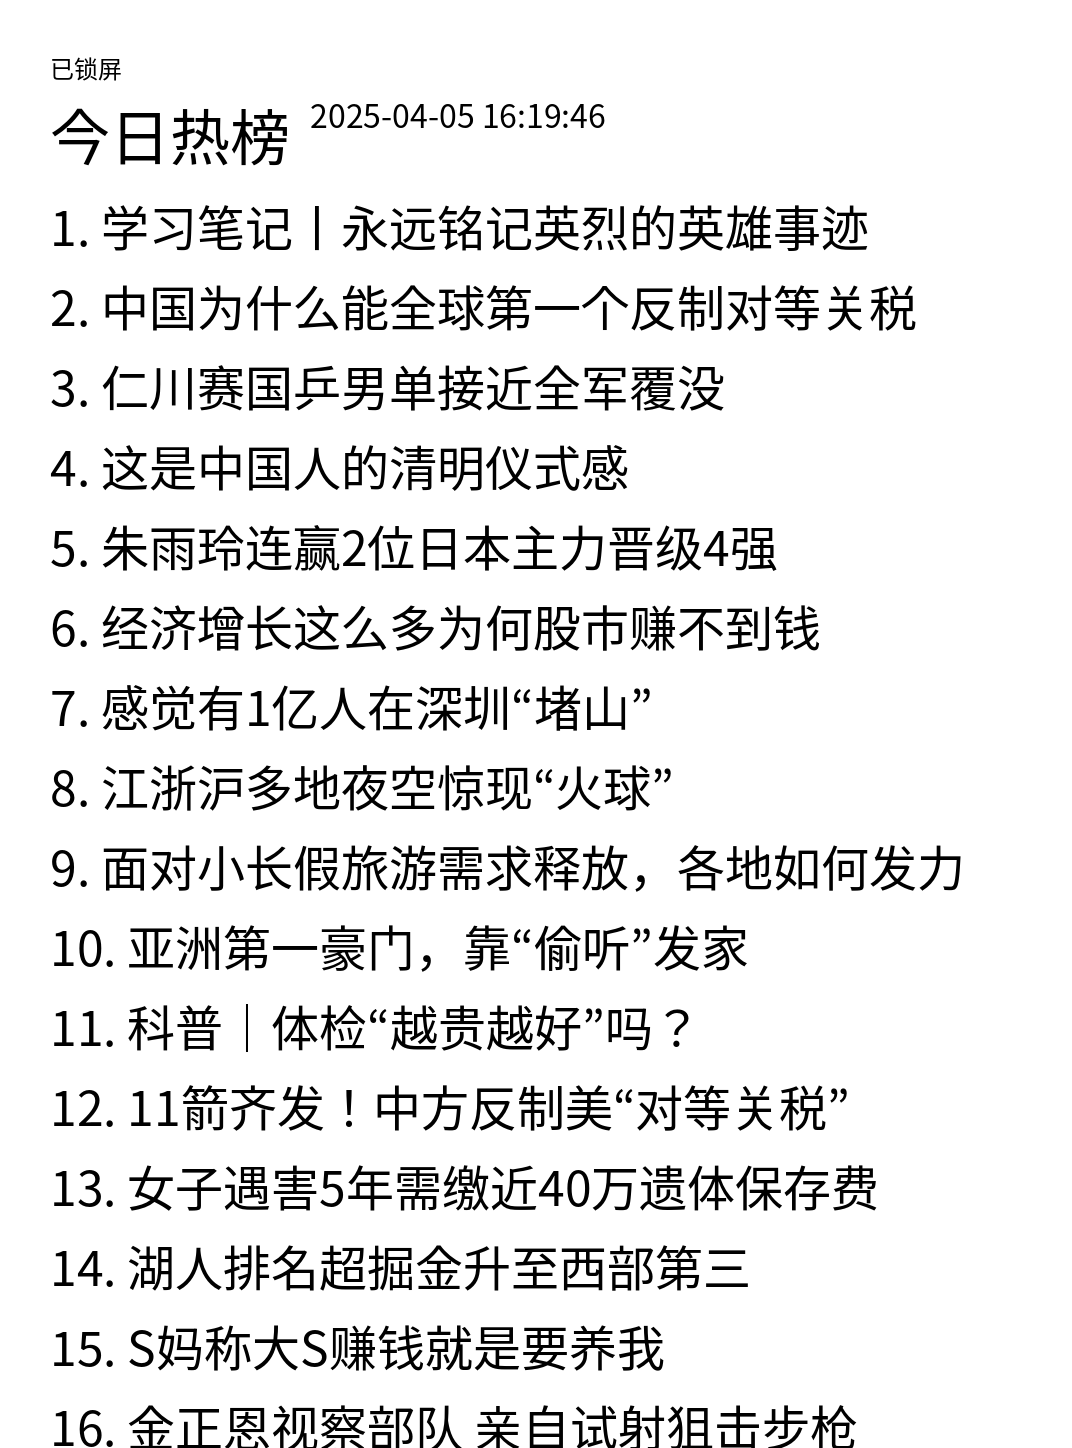 已锁屏
今日热榜 2025-04-05 16:19:46
1. 学习笔记丨永远铭记英烈的英雄事迹
2. 中国为什么能全球第一个反制对等关税
3. 仁川赛国乒男单接近全军覆没
4. 这是中国人的清明仪式感
5. 朱雨玲连赢2位日本主力晋级4强
6. 经济增长这么多为何股市赚不到钱
7. 感觉有1亿人在深圳“堵山”
8. 江浙沪多地夜空惊现“火球”
9. 面对小长假旅游需求释放，各地如何发力
10. 亚洲第一豪门，靠“偷听”发家
11. 科普｜体检“越贵越好”吗？
12. 11箭齐发！中方反制美“对等关税”
13. 女子遇害5年需缴近40万遗体保存费
14. 湖人排名超掘金升至西部第三
15. S妈称大S赚钱就是要养我
16. 金正恩视察部队 亲自试射狙击步枪